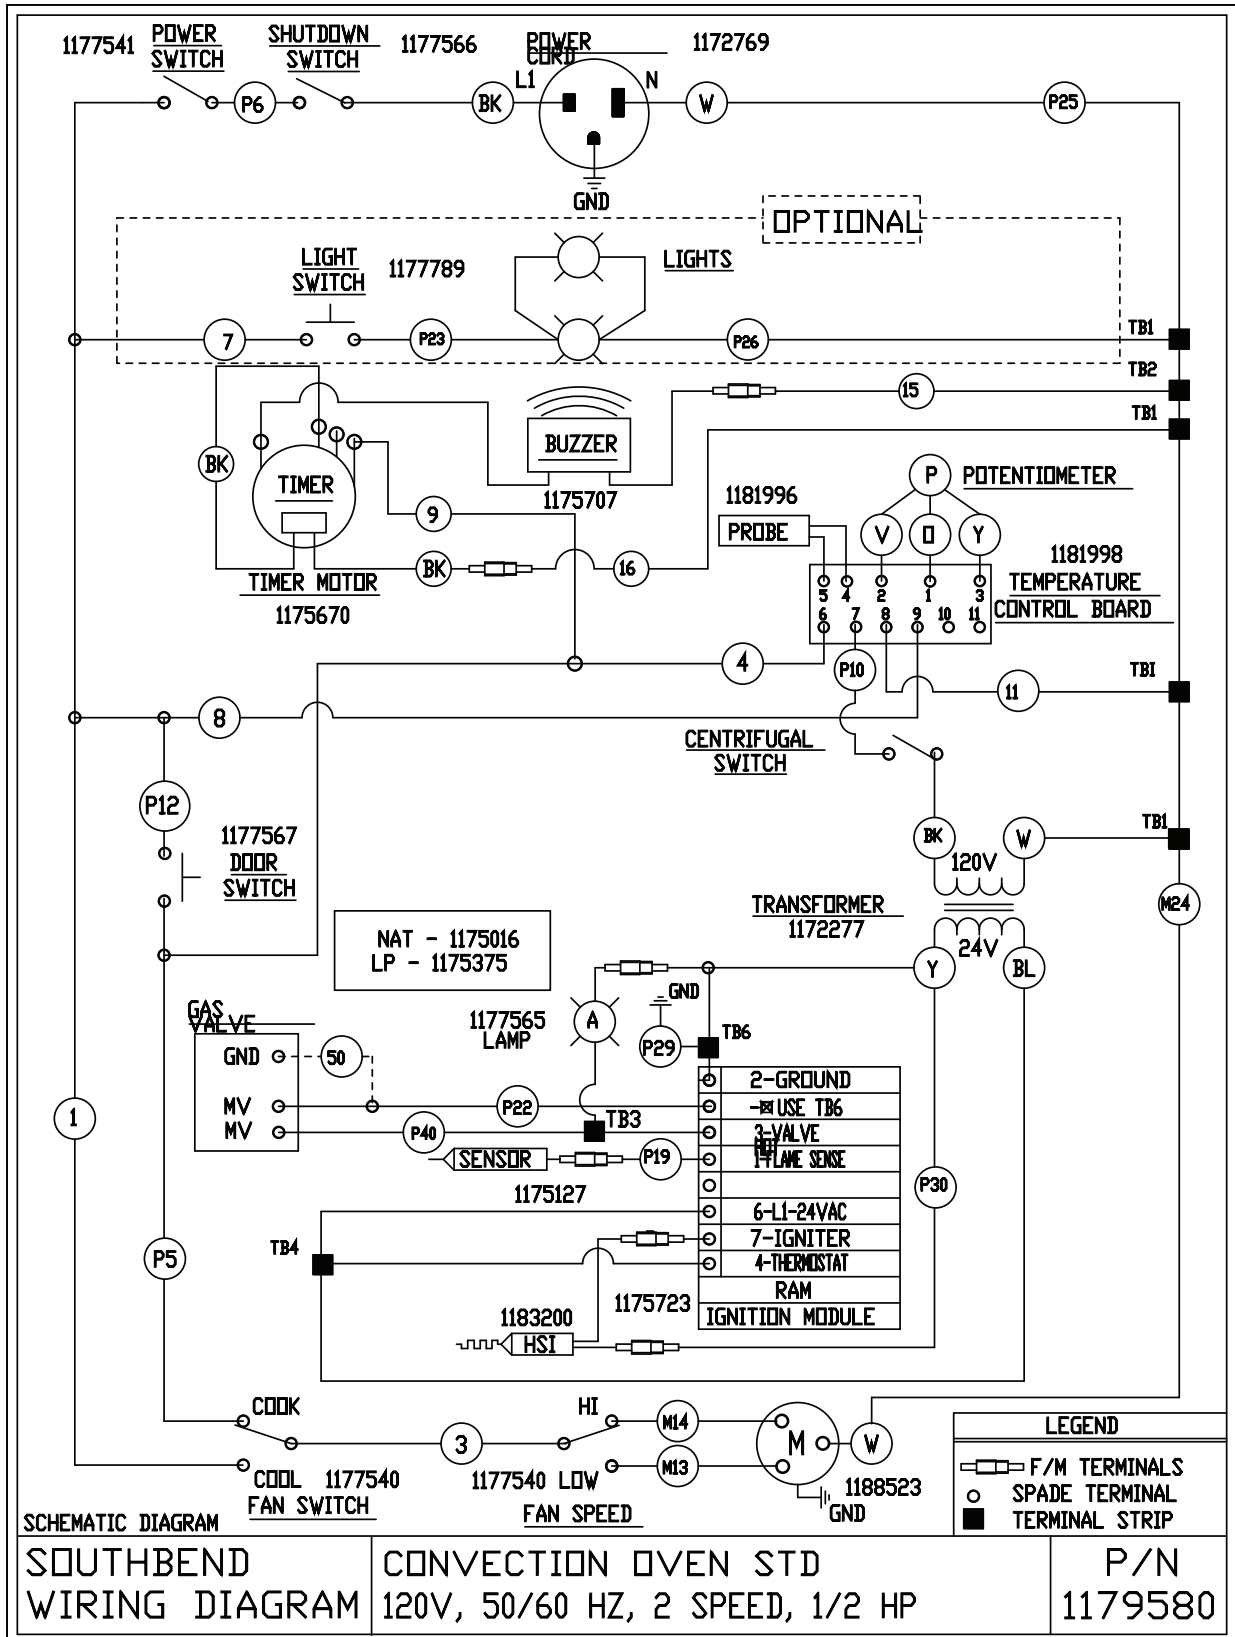 1177541
POWER
SWITCH
SHUTDOWN
SWITCH
1177566
POWER
CORD
1172769
L1
N
P6
BK
W
P25
GND
OPTIONAL
LIGHT
SWITCH
1177789
LIGHTS
7
P23
P26
TB1
TB2
15
TB1
BK
TIMER
BUZZER
1175707
9
BK
16
TIMER MOTOR
1175670
1181996
PROBE
P
POTENTIOMETER
V
O
Y
1181998
TEMPERATURE
CONTROL BOARD
5 4 2 1 3
6 7 8 9 10 11
4
P10
11
TBI
8
CENTRIFUGAL
SWITCH
P12
1177567
DOOR
SWITCH
BK
W
TB1
120V
M24
TRANSFORMER
1172277
24V
Y
BL
NAT - 1175016
LP - 1175375
GND
GAS
VALVE
1177565
LAMP
A
P29
TB6
GND
50
MV
MV
P22
P40
TB3
2-GROUND
USE TB6
3-VALVE
1-FLAME SENSE
6-L1-24VAC
7-IGNITER
4-THERMOSTAT
RAM
IGNITION MODULE
SENSOR
P19
1175127
P30
1
TB4
P5
1183200
1175723
HSI
COOK
HI
M14
3
M
W
COOL
1177540
FAN SWITCH
1177540
LOW
FAN SPEED
M13
1188523
GND
LEGEND
F/M TERMINALS
SPADE TERMINAL
TERMINAL STRIP
SCHEMATIC DIAGRAM
SOUTHBEND
WIRING DIAGRAM
CONVECTION OVEN STD
120V, 50/60 HZ, 2 SPEED, 1/2 HP
P/N
1179580